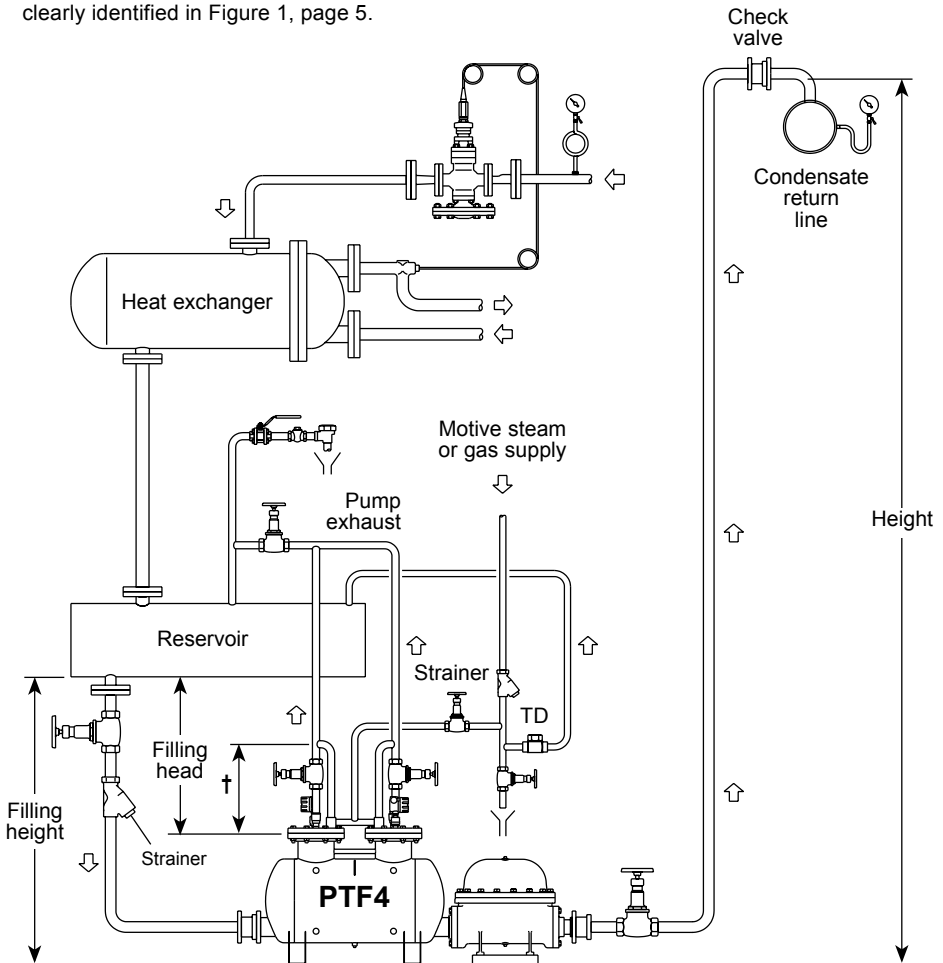 clearly identified in Figure 1, page 5.
Check
valve
Condensate
return
line
Heat exchanger
Motive steam
or gas supply
Pump
exhaust
Height
Reservoir
Strainer
TD
Filling
head
†
Filling
height
Strainer
PTF4